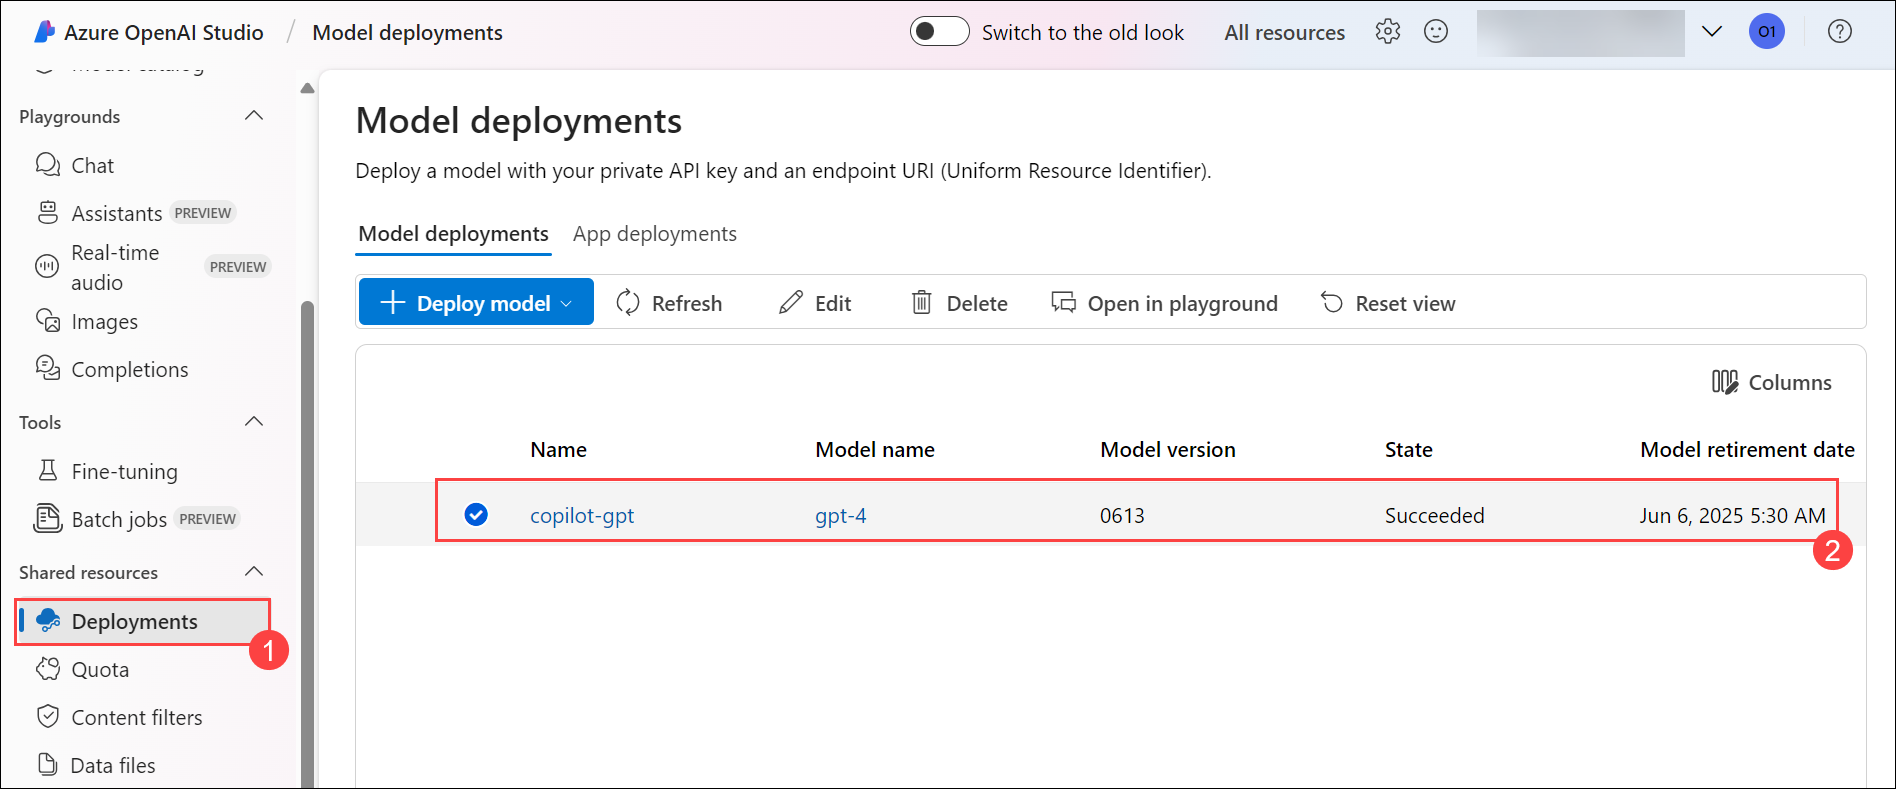 Azure OpenAI Studio / Model deployments
Switch to the old look
All resources
O1
Playgrounds
Chat
Assistants PREVIEW
Real-time audio PREVIEW
Images
Completions
Tools
Fine-tuning
Batch jobs PREVIEW
Shared resources
Deployments
1
Quota
Content filters
Data files
Model deployments
Deploy a model with your private API key and an endpoint URI (Uniform Resource Identifier).
Model deployments App deployments
Deploy model Refresh Edit Delete Open in playground Reset view
Columns
Name Model name Model version State Model retirement date
copilot-gpt gpt-4 0613 Succeeded Jun 6, 2025 5:30 AM
2